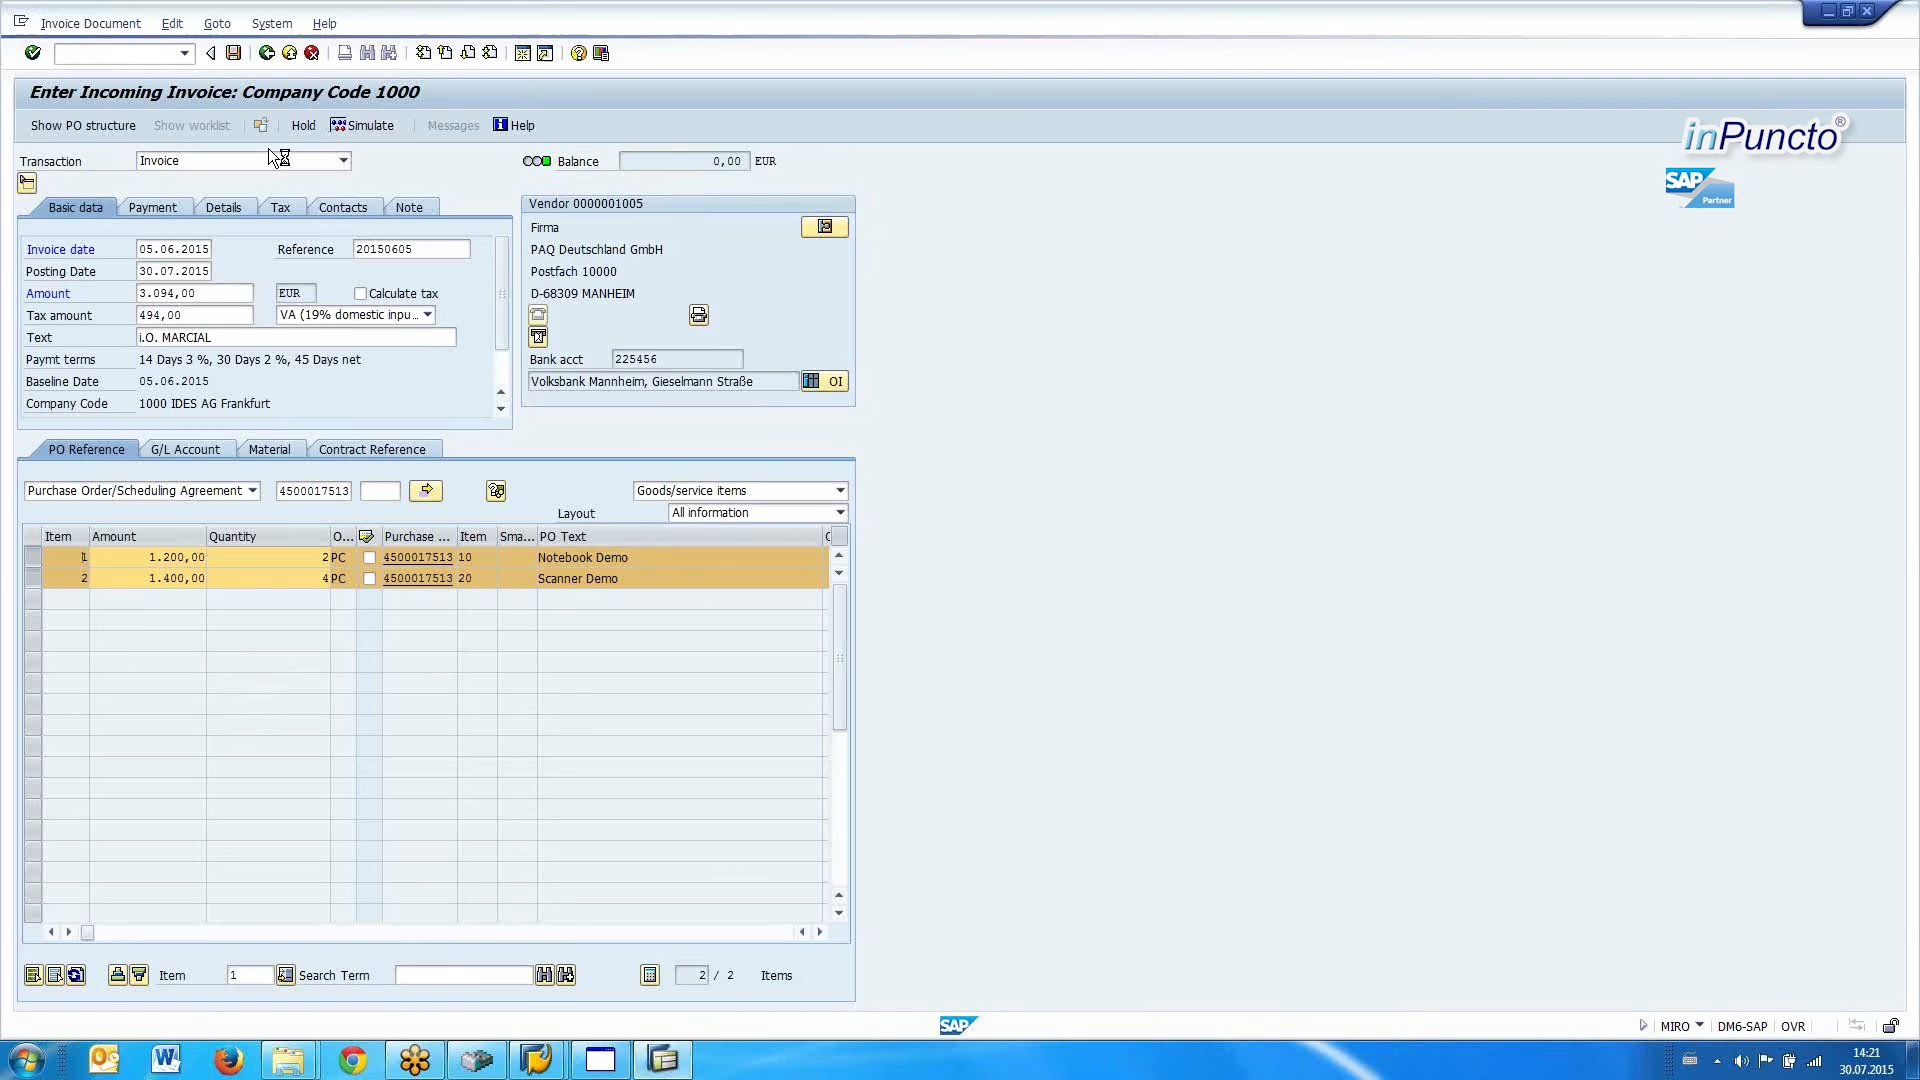 Invoice Document Edit Goto System Help
Enter Incoming Invoice: Company Code 1000
Show PO structure Show worklist Hold Simulate Messages Help
inPuncto®
SAP
Partner
Transaction Invoice Balance 0,00 EUR
Basic data Payment Details Tax Contacts Note
Vendor 0000001005
Firma
Invoice date 05.06.2015 Reference 20150605
PAQ Deutschland GmbH
Posting Date 30.07.2015
Postfach 10000
Amount 3.094,00 EUR Calculate tax
D-68309 MANHEIM
Tax amount 494,00 VA (19% domestic inpu...
Text i.O. MARCIAL
Paymt terms 14 Days 3 %, 30 Days 2 %, 45 Days net
Bank acct 225456
Baseline Date 05.06.2015
Volksbank Mannheim, Gieselmann Straße OI
Company Code 1000 IDES AG Frankfurt
PO Reference G/L Account Material Contract Reference
Purchase Order/Scheduling Agreement 4500017513 Goods/service items
Layout All information
Item Amount Quantity O... Purchase ... Item Sma... PO Text
1 1.200,00 2 PC 4500017513 10 Notebook Demo
2 1.400,00 4 PC 4500017513 20 Scanner Demo
Item 1 Search Term 2 / 2 Items
SAP
MIRO DM6-SAP OVR
14:21
30.07.2015